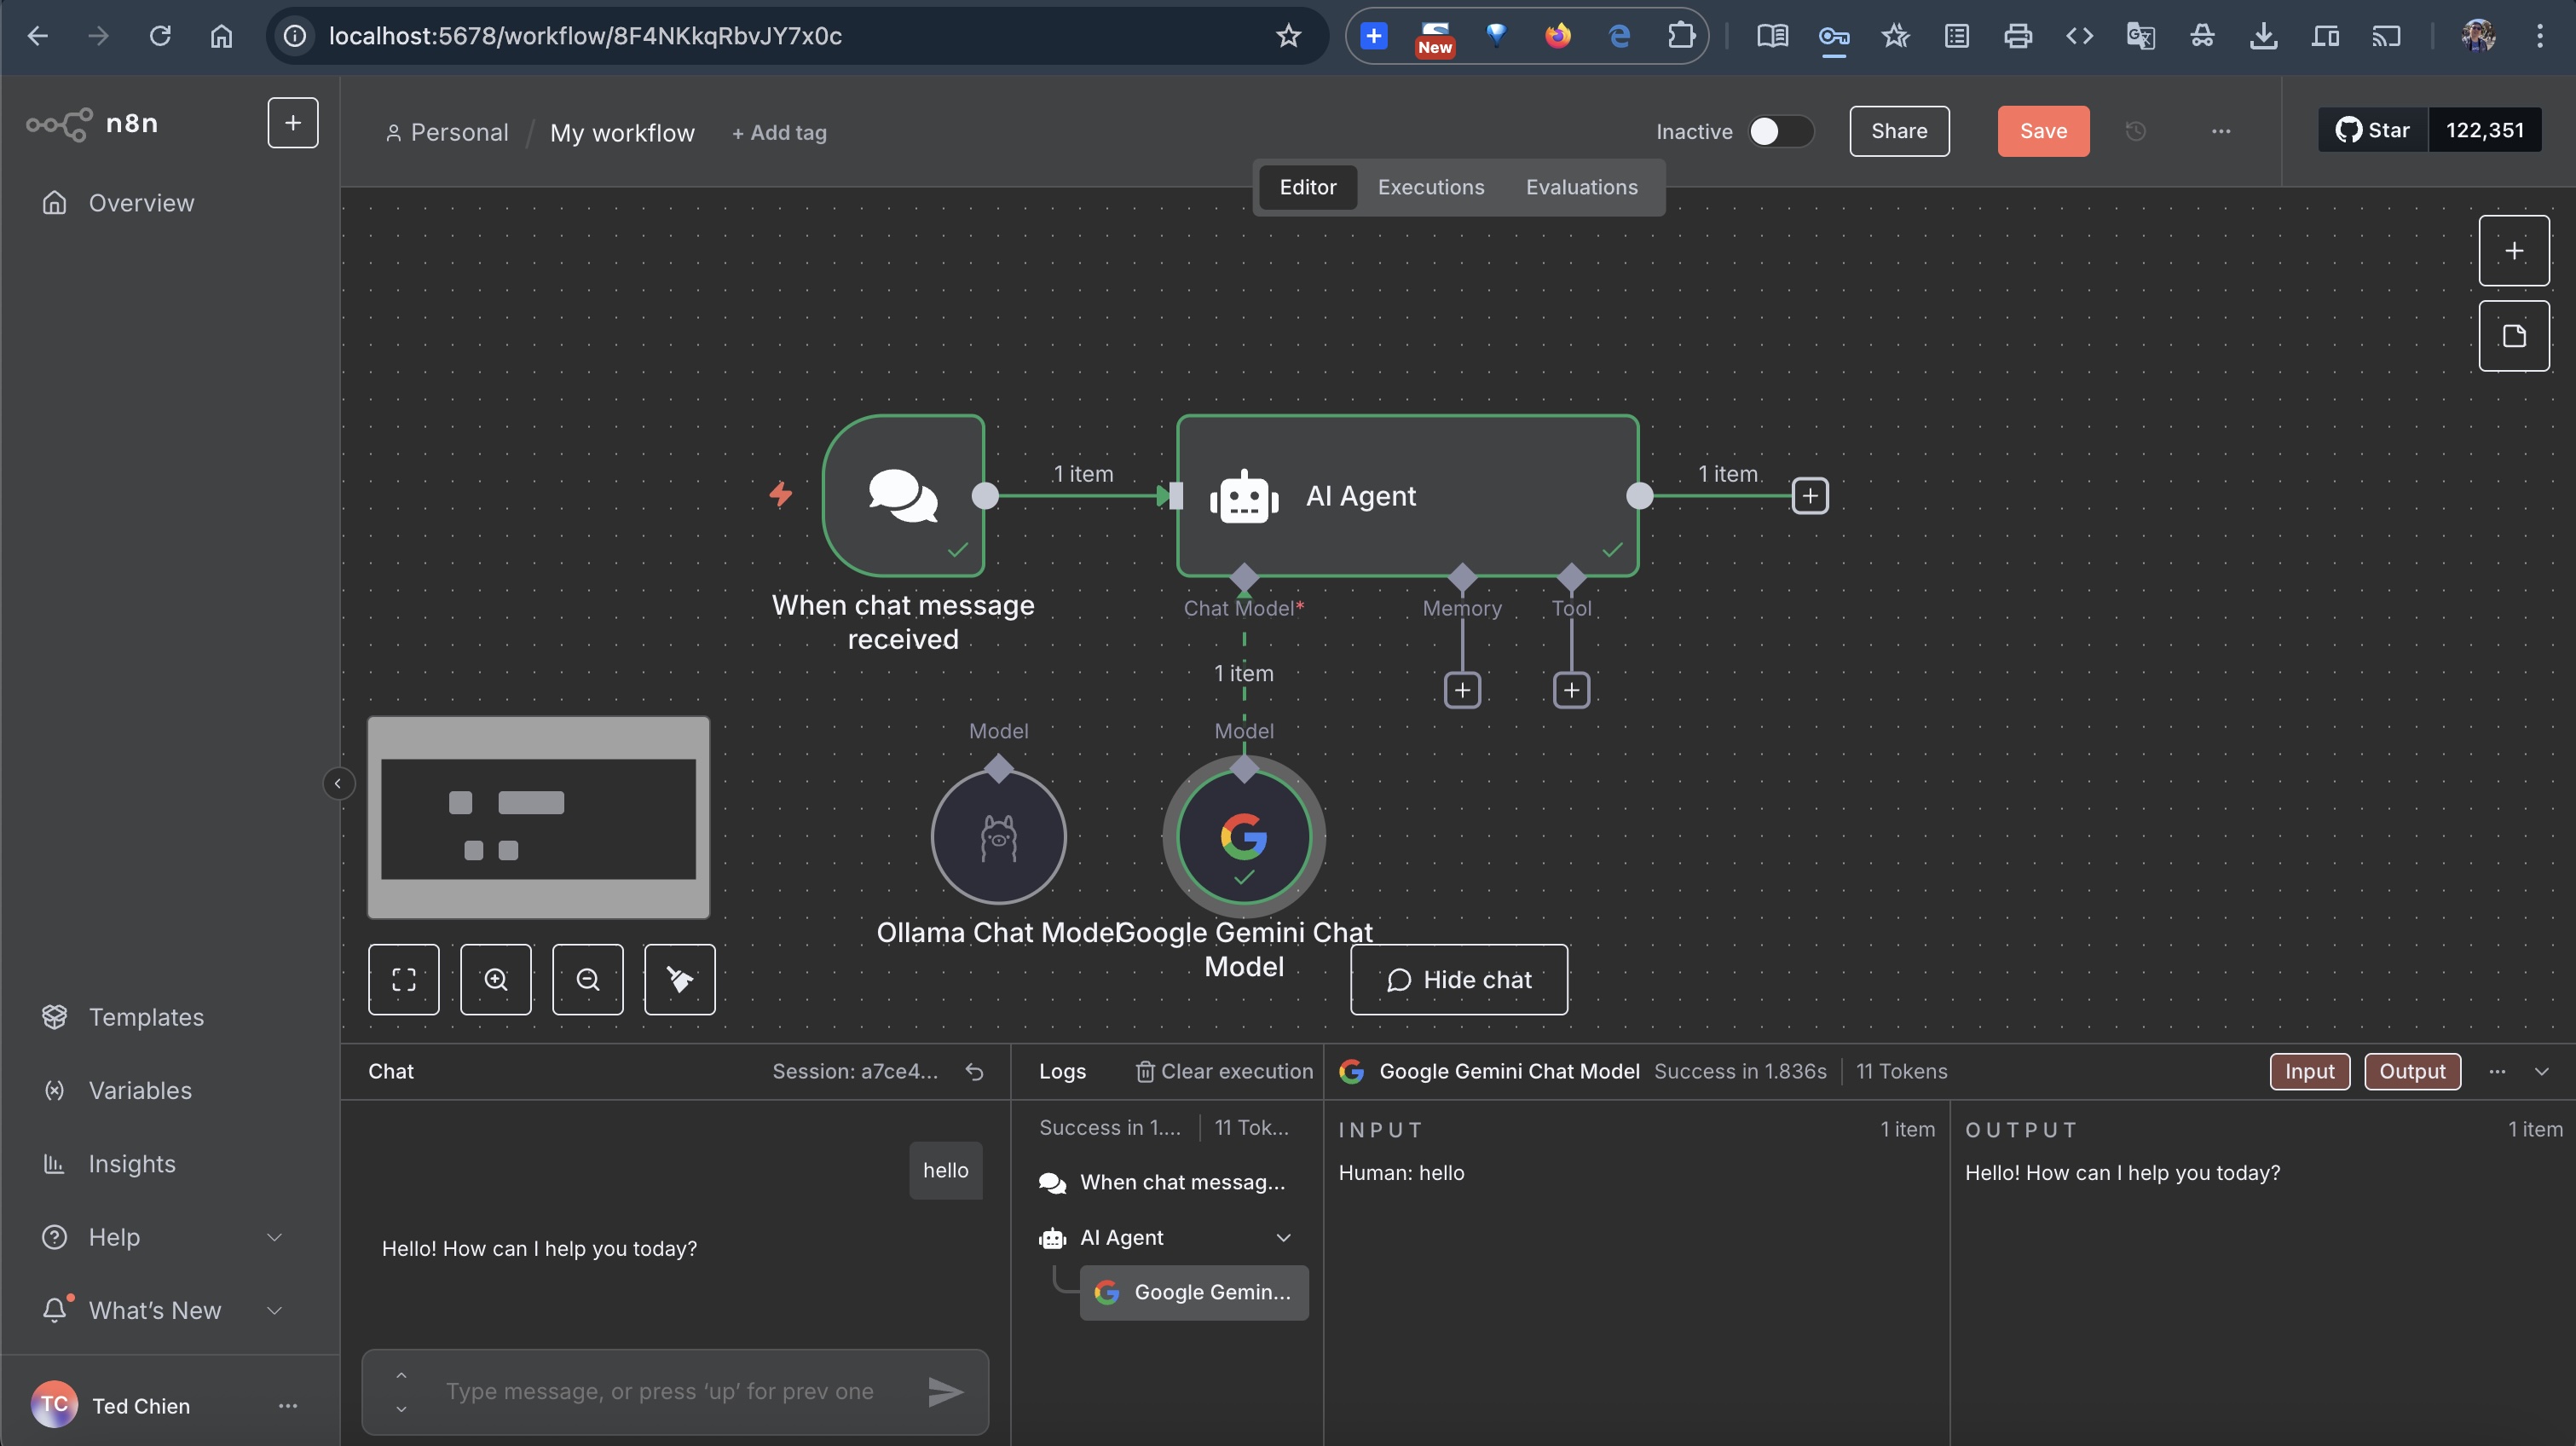 localhost:5678/workflow/8F4NKkqRbvJY7x0c
New
n8n
Personal / My workflow + Add tag
Inactive
Share
Save
Star 122,351
Overview
Editor Executions Evaluations
1 item
AI Agent
1 item
When chat message
received
Chat Model*
Memory
Tool
1 item
Model
Model
Ollama Chat Model
Google Gemini Chat
Model
Hide chat
Templates
Variables
Insights
Help
What's New
TC
Ted Chien
Chat
Session: a7ce4...
hello
Hello! How can I help you today?
Type message, or press ‘up’ for prev one
Logs
Clear execution
Success in 1.... 11 Tok...
When chat messag...
AI Agent
Google Gemin...
Google Gemini Chat Model Success in 1.836s 11 Tokens
Input
Output
INPUT
1 item
Human: hello
OUTPUT
1 item
Hello! How can I help you today?